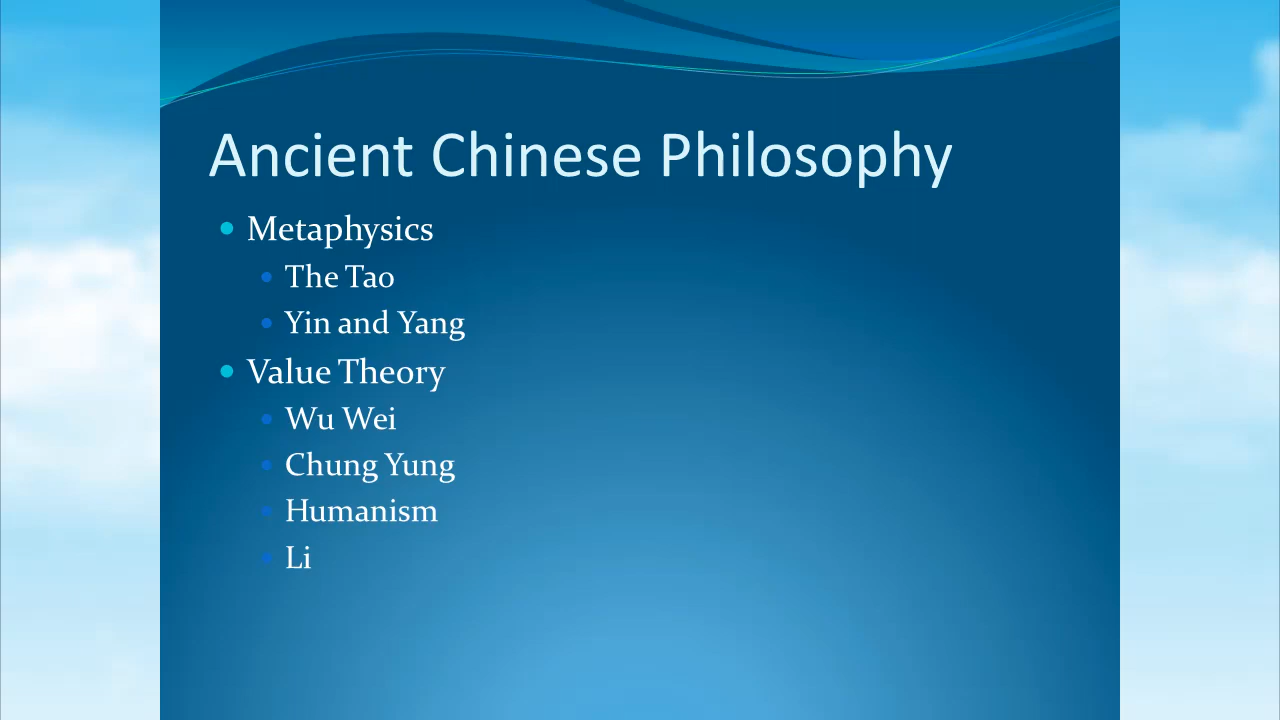 Ancient Chinese Philosophy
Metaphysics
The Tao
Yin and Yang
Value Theory
Wu Wei
Chung Yung
Humanism
Li